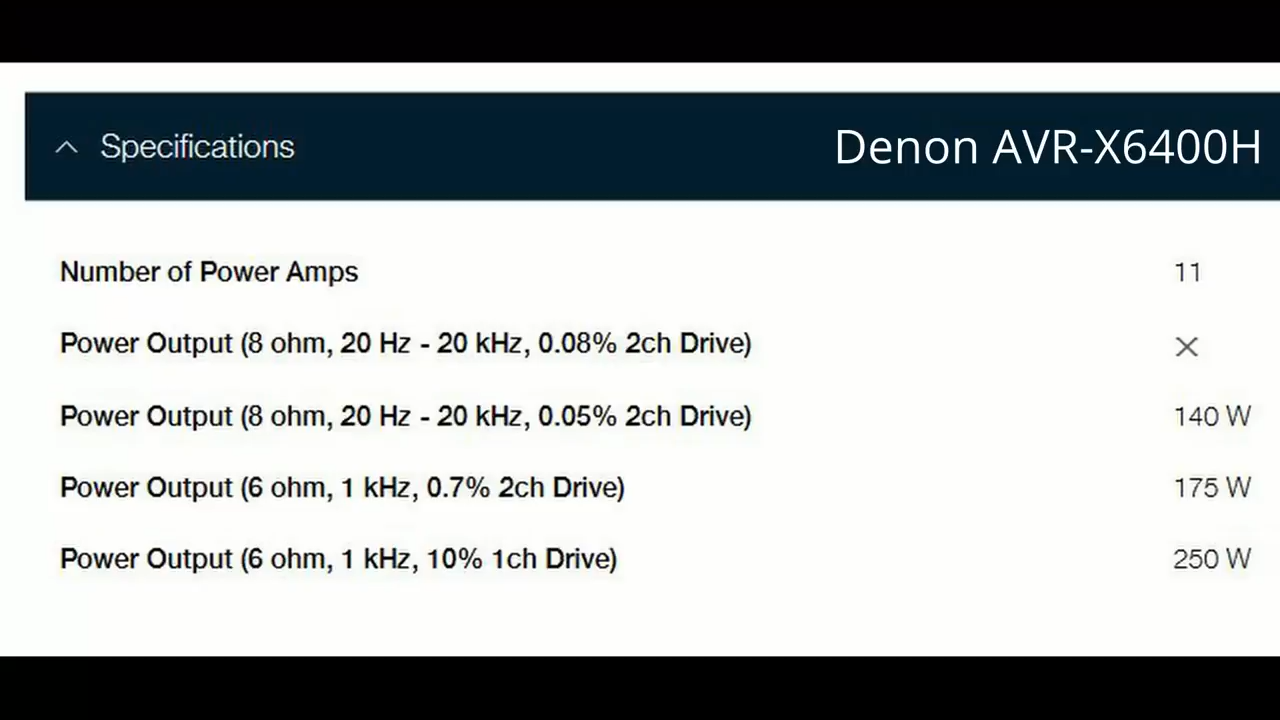 Specifications Denon AVR-X6400H
Number of Power Amps 11
Power Output (8 ohm, 20 Hz - 20 kHz, 0.08% 2ch Drive) ×
Power Output (8 ohm, 20 Hz - 20 kHz, 0.05% 2ch Drive) 140 W
Power Output (6 ohm, 1 kHz, 0.7% 2ch Drive) 175 W
Power Output (6 ohm, 1 kHz, 10% 1ch Drive) 250 W